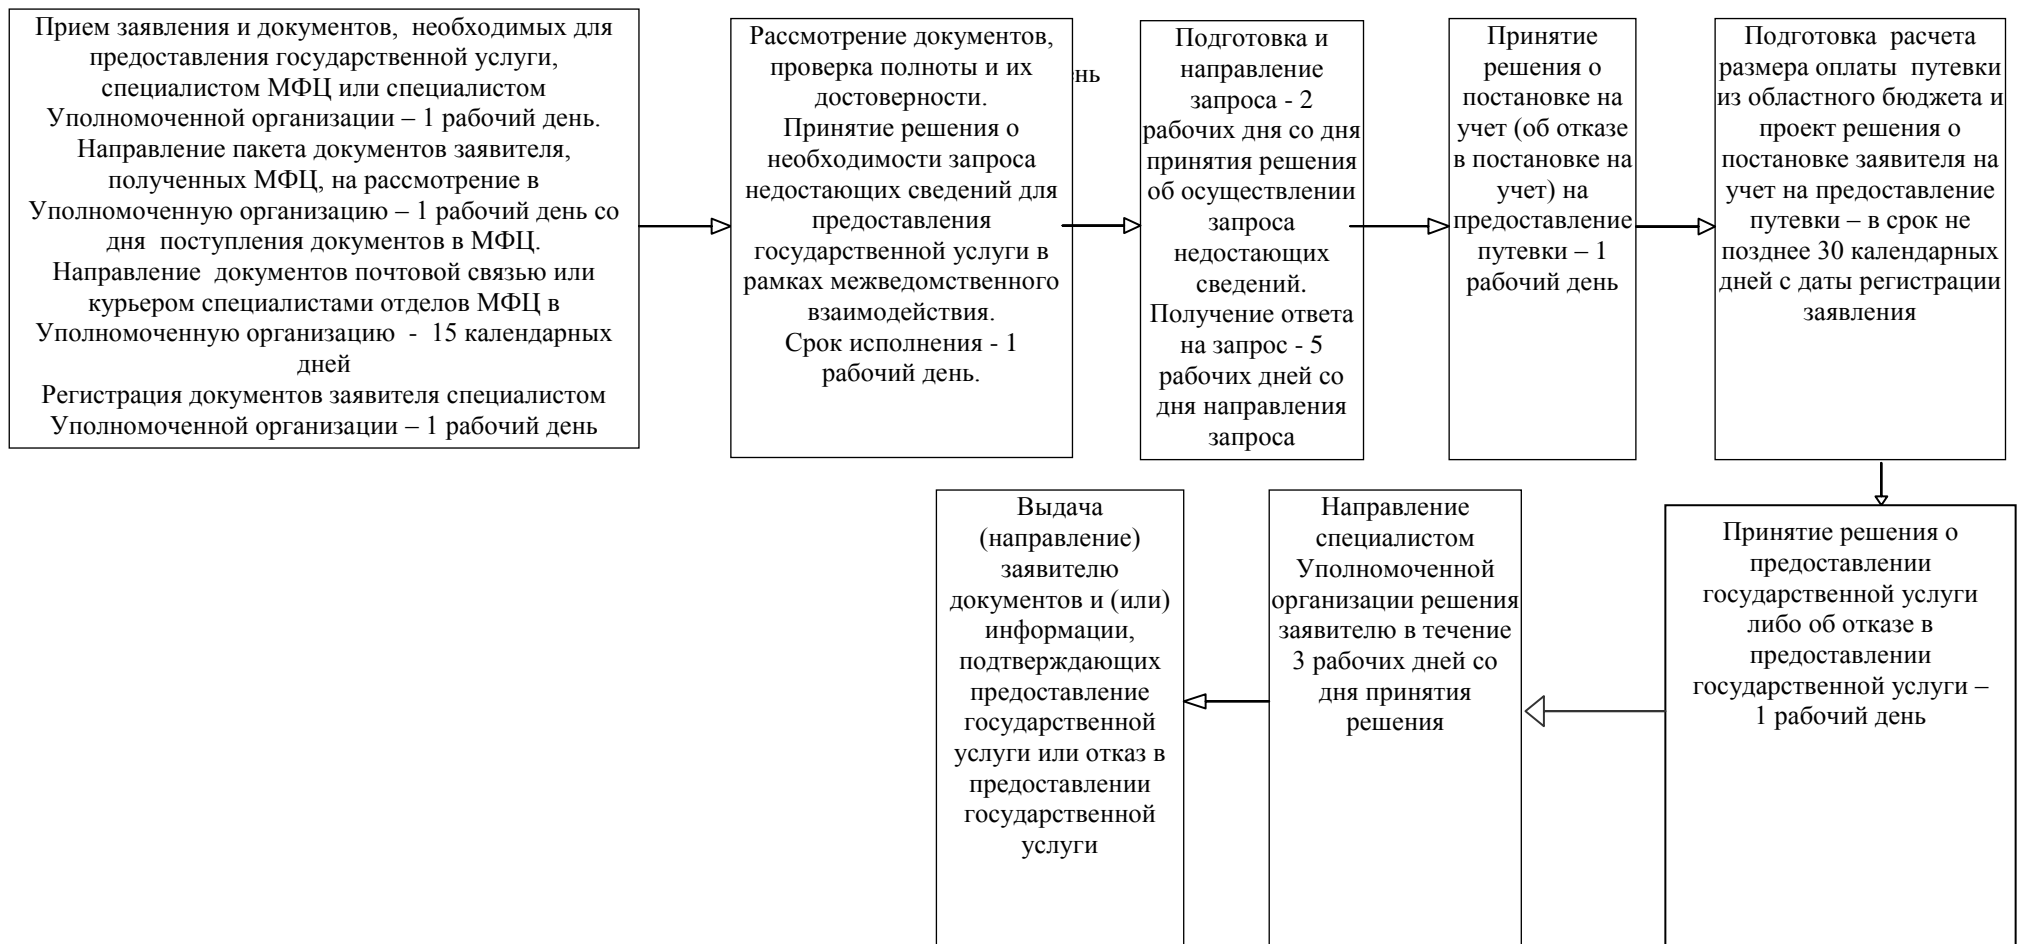 Прием заявления и документов, необходимых для
предоставления государственной услуги,
специалистом МФЦ или специалистом
Уполномоченной организации – 1 рабочий день.
Направление пакета документов заявителя,
полученных МФЦ, на рассмотрение в
Уполномоченную организацию – 1 рабочий день со
дня поступления документов в МФЦ.
Направление документов почтовой связью или
курьером специалистами отделов МФЦ в
Уполномоченную организацию - 15 календарных
дней
Регистрация документов заявителя специалистом
Уполномоченной организации – 1 рабочий день
Рассмотрение документов,
проверка полноты и их
достоверности.
Принятие решения о
необходимости запроса
недостающих сведений для
предоставления
государственной услуги в
рамках межведомственного
взаимодействия.
Срок исполнения - 1
рабочий день.
Подготовка и
направление
запроса - 2
рабочих дня со дня
принятия решения
об осуществлении
запроса
недостающих
сведений.
Получение ответа
на запрос - 5
рабочих дней со
дня направления
запроса
Принятие
решения о
постановке на
учет (об отказе
в постановке на
учет) на
предоставление
путевки – 1
рабочий день
Подготовка расчета
размера оплаты путевки
из областного бюджета и
проект решения о
постановке заявителя на
учет на предоставление
путевки – в срок не
позднее 30 календарных
дней с даты регистрации
заявления
Принятие решения о
предоставлении
государственной услуги
либо об отказе в
предоставлении
государственной услуги –
1 рабочий день
Направление
специалистом
Уполномоченной
организации решения
заявителю в течение
3 рабочих дней со
дня принятия
решения
Выдача
(направление)
заявителю
документов и (или)
информации,
подтверждающих
предоставление
государственной
услуги или отказ в
предоставлении
государственной
услуги